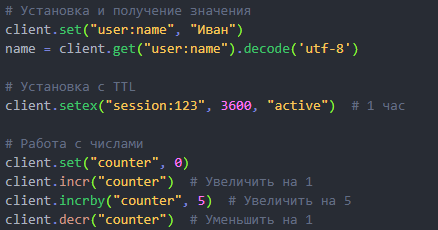 # Установка и получение значения
client.set("user:name", "Иван")
name = client.get("user:name").decode('utf-8')
# Установка с TTL
client.setex("session:123", 3600, "active")  # 1 час
# Работа с числами
client.set("counter", 0)
client.incr("counter")  # Увеличить на 1
client.incrby("counter", 5)  # Увеличить на 5
client.decr("counter")  # Уменьшить на 1